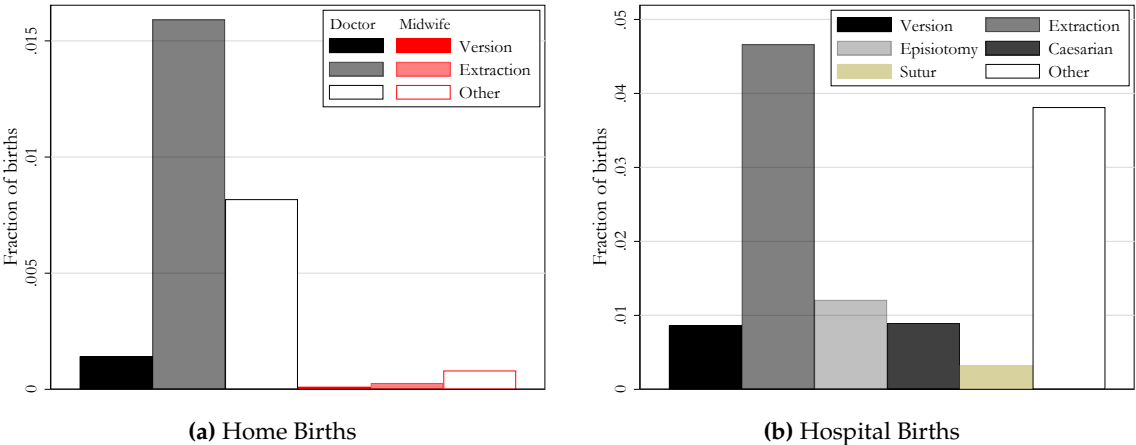 Doctor Midwife
Version
Extraction
Other
Fraction of births
0 .005 .01 .015
(a) Home Births
Version Extraction
Episiotomy Caesarian
Sutur Other
Fraction of births
0 .01 .02 .03 .04 .05
(b) Hospital Births